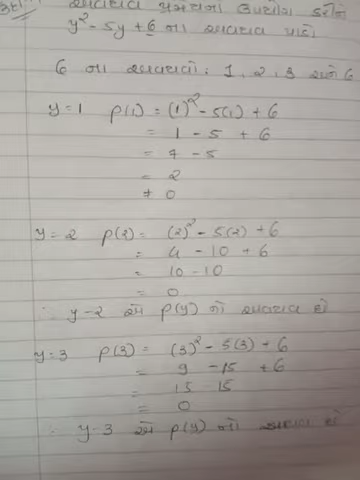 અવયવ પ્રમેયનો ઉપયોગ કરીને
y² - 5y + 6 ના અવયવ પાડો
6 ના અવયવો : 1, 2, 3 અને 6
y = 1 p(1) = (1)² - 5(1) + 6
= 1 - 5 + 6
= 7 - 5
= 2
≠ 0
y = 2 p(2) = (2)² - 5(2) + 6
= 4 - 10 + 6
= 10 - 10
= 0
∴ y-2 એ p(y) નો અવયવ છે
y = 3 p(3) = (3)² - 5(3) + 6
= 9 - 15 + 6
= 15 - 15
= 0
∴ y-3 એ p(y) નો અવયવ છે